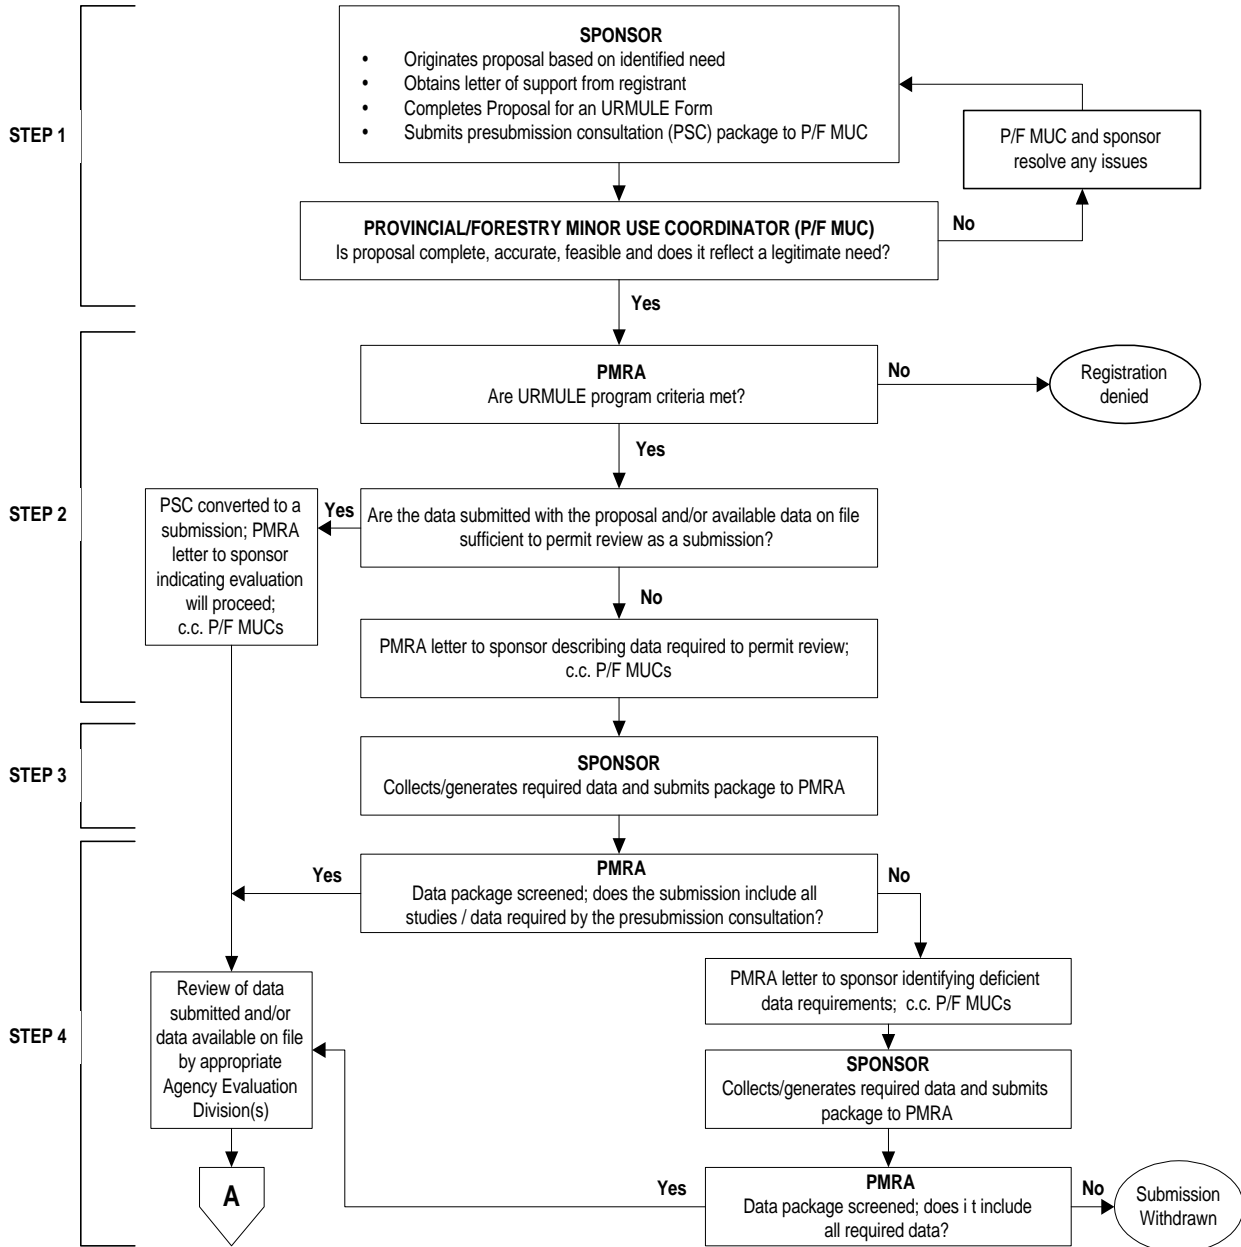 STEP 1
SPONSOR
• Originates proposal based on identified need
• Obtains letter of support from registrant
• Completes Proposal for an URMULE Form
• Submits presubmission consultation (PSC) package to P/F MUC
P/F MUC and sponsor
resolve any issues
PROVINCIAL/FORESTRY MINOR USE COORDINATOR (P/F MUC)
Is proposal complete, accurate, feasible and does it reflect a legitimate need?
No
Yes
STEP 2
PMRA
Are URMULE program criteria met?
No
Registration
denied
Yes
Are the data submitted with the proposal and/or available data on file
sufficient to permit review as a submission?
Yes
PSC converted to a
submission; PMRA
letter to sponsor
indicating evaluation
will proceed;
c.c. P/F MUCs
No
PMRA letter to sponsor describing data required to permit review;
c.c. P/F MUCs
STEP 3
SPONSOR
Collects/generates required data and submits package to PMRA
STEP 4
PMRA
Data package screened; does the submission include all
studies / data required by the presubmission consultation?
Yes
No
PMRA letter to sponsor identifying deficient
data requirements; c.c. P/F MUCs
Review of data
submitted and/or
data available on file
by appropriate
Agency Evaluation
Division(s)
SPONSOR
Collects/generates required data and submits
package to PMRA
A
PMRA
Data package screened; does i t include
all required data?
Yes
No
Submission
Withdrawn